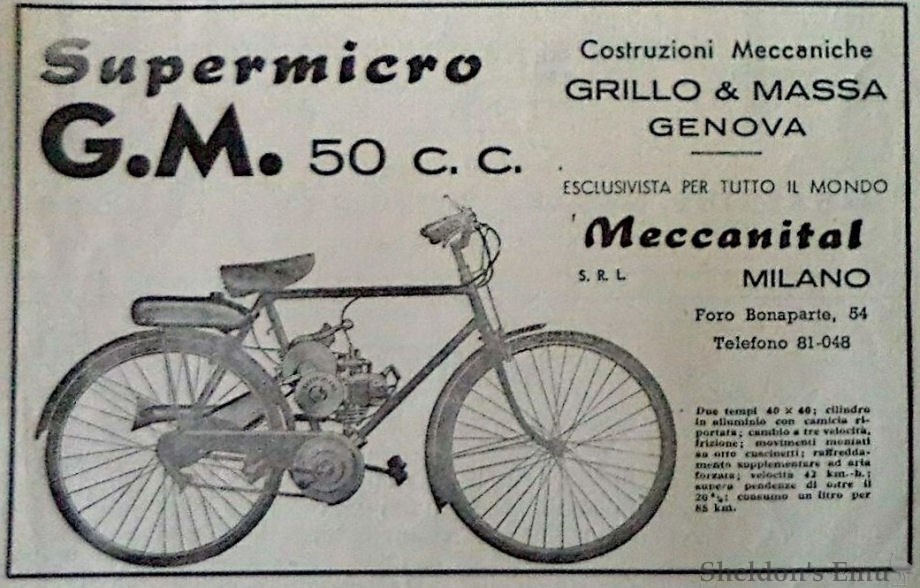 Supermicro
G.M. 50 c. c.
Costruzioni Meccaniche
GRILLO & MASSA
GENOVA
ESCLUSIVISTA PER TUTTO IL MONDO
Meccanital
S. R. L. MILANO
Foro Bonaparte, 54
Telefono 81-048
Due tempi 40 × 40; cilindro
in alluminio con camicia ri-
portata; cambio a tre velocità,
frizione; movimenti montati
su otto cuscinetti; raffredda-
mento supplementare ad aria
forzata; velocità 42 km.-h.;
supera pendenze di oltre il
20 %; consumo un litro per
85 km.
Sheldon's Emu